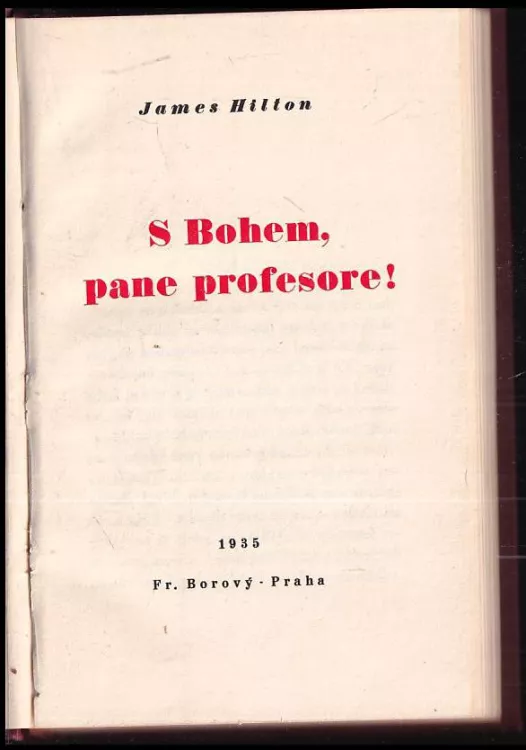 James Hilton
S Bohem,
pane profesore!
1935
Fr. Borový · Praha